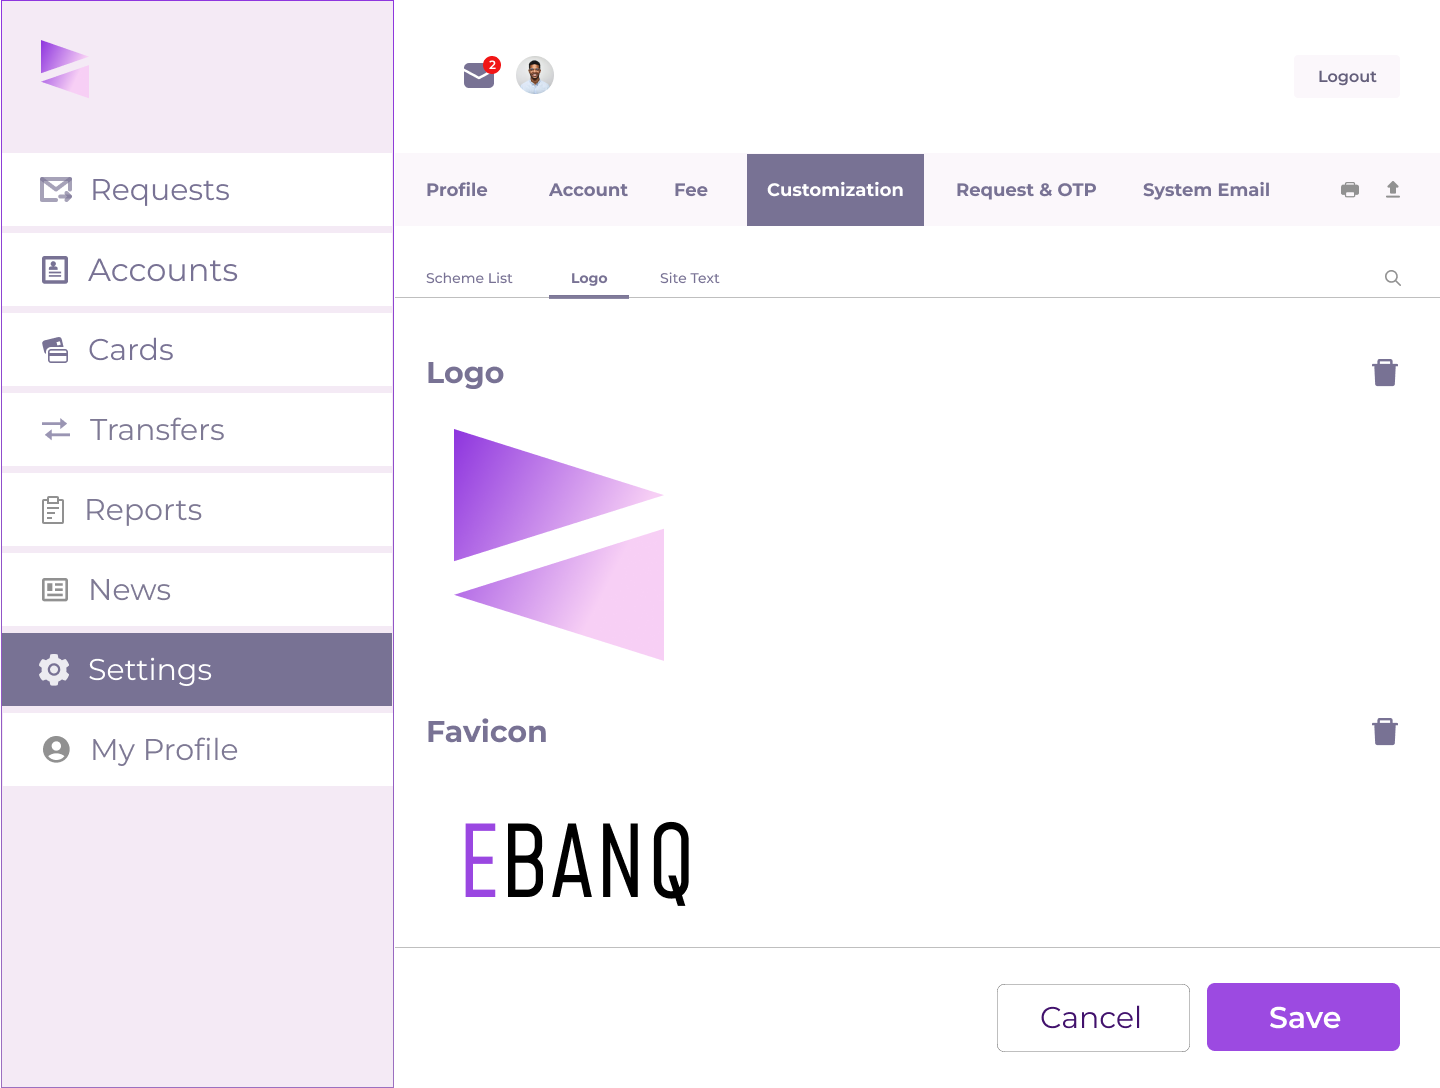 2
Logout
Requests
Accounts
Cards
Transfers
Reports
News
Settings
My Profile
Profile
Account
Fee
Customization
Request & OTP
System Email
Scheme List
Logo
Site Text
Logo
Favicon
EBANQ
Cancel
Save